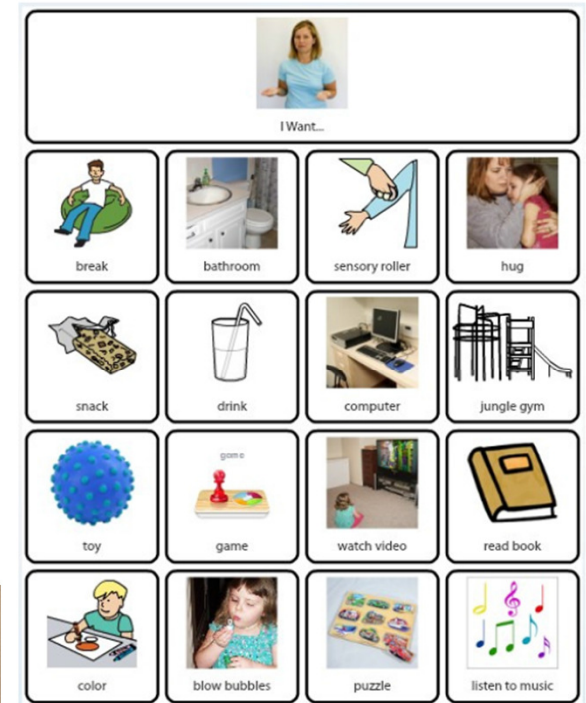 I Want...
break
bathroom
sensory roller
hug
snack
drink
computer
jungle gym
toy
game
game
watch video
read book
color
blow bubbles
puzzle
listen to music